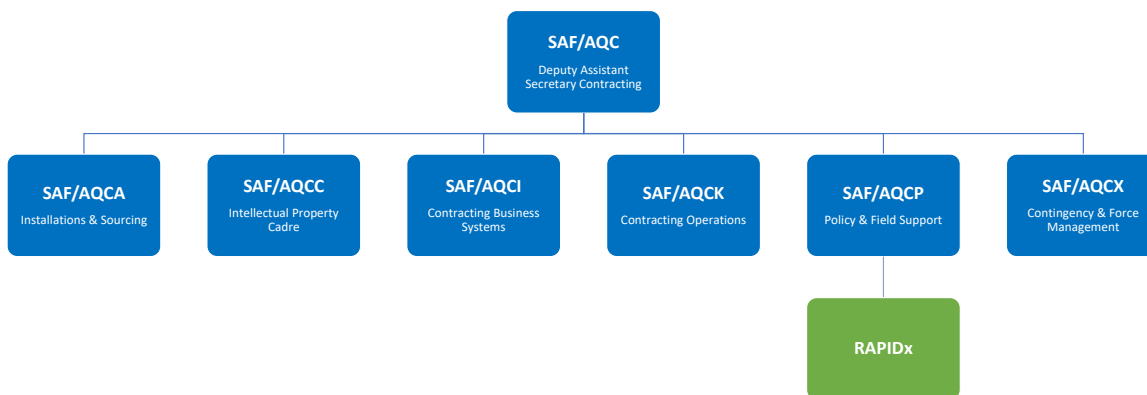 SAF/AQC
Deputy Assistant
Secretary Contracting
SAF/AQCA
Installations & Sourcing
SAF/AQCC
Intellectual Property
Cadre
SAF/AQCI
Contracting Business
Systems
SAF/AQCK
Contracting Operations
SAF/AQCP
Policy & Field Support
SAF/AQCX
Contingency & Force
Management
RAPIDx